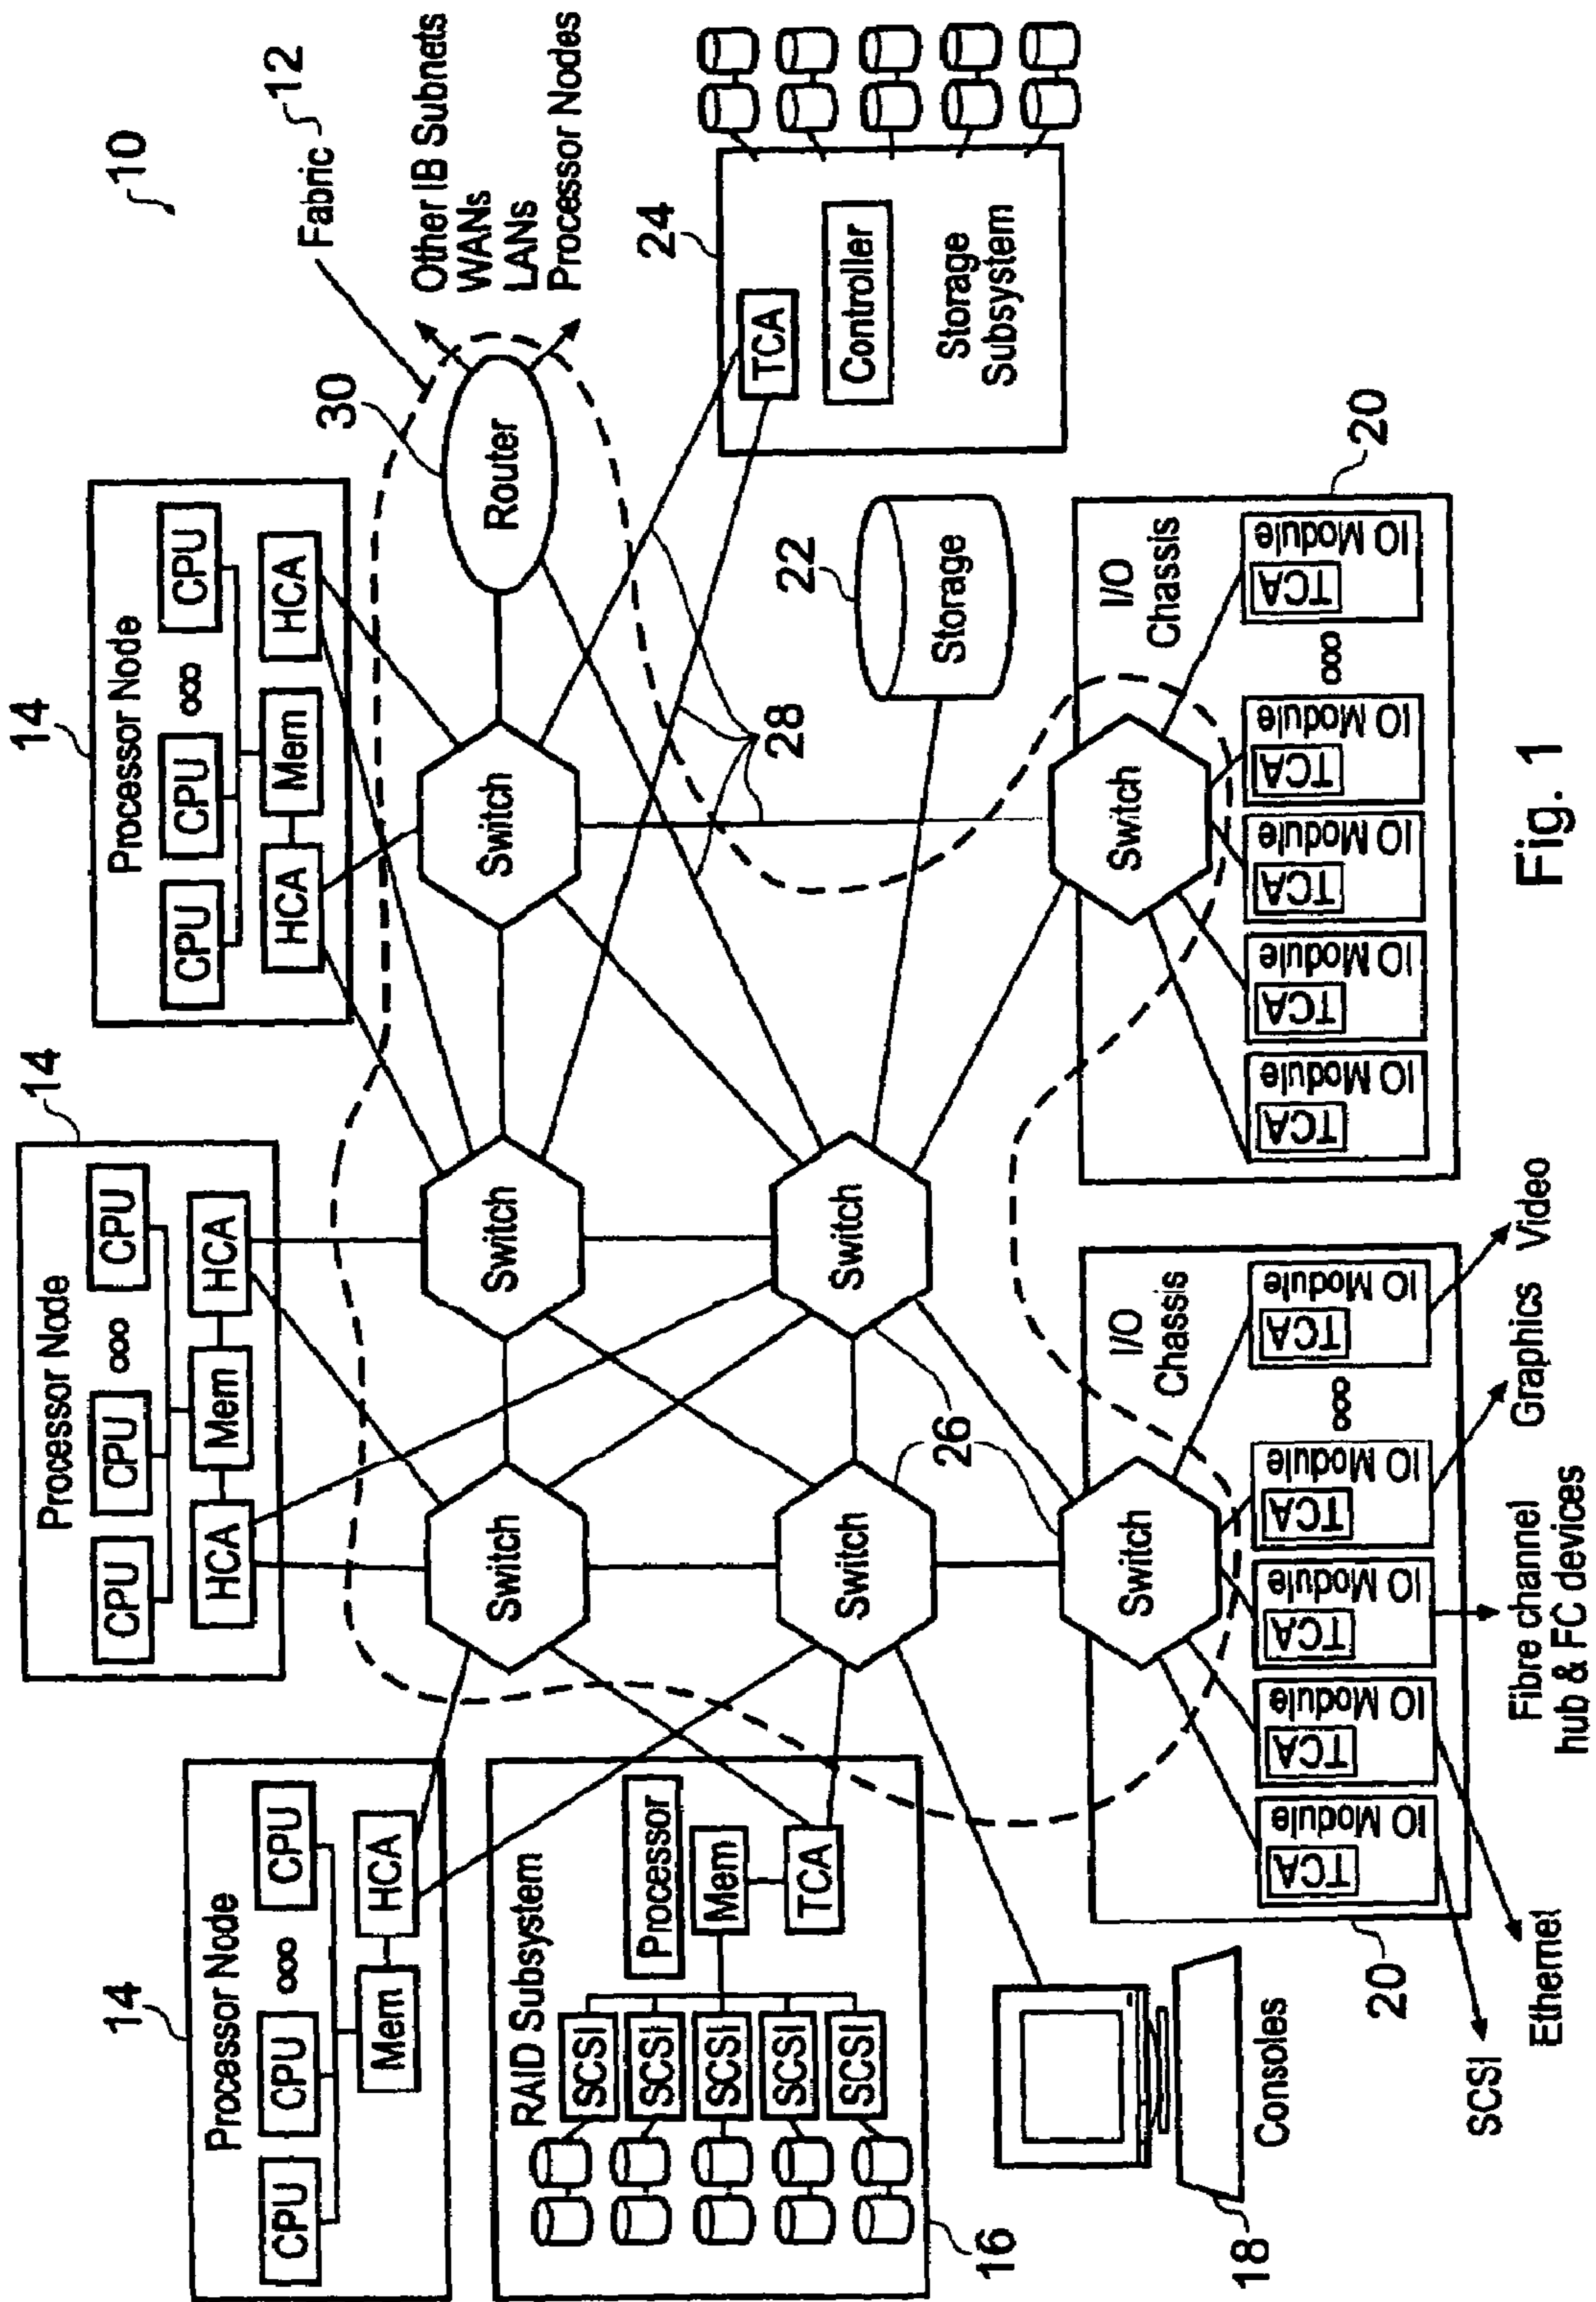 10
Fabric
12
Other IB Subnets
WANs
LANs
Processor Nodes
14
Processor Node
CPU
CPU
CPU
HCA
Mem
HCA
14
Processor Node
CPU
CPU
CPU
HCA
Mem
HCA
14
Processor Node
CPU
CPU
CPU
Mem
HCA
30
Router
Switch
Switch
Switch
Switch
Switch
Switch
Switch
26
28
RAID Subsystem
Processor
Mem
TCA
SCSI
SCSI
SCSI
SCSI
SCSI
16
24
TCA
Controller
Storage
Subsystem
22
Storage
18
Consoles
I/O
Chassis
IO Module
TCA
IO Module
TCA
IO Module
TCA
IO Module
TCA
IO Module
TCA
20
SCSI
Ethernet
Fibre channel
hub & FC devices
Graphics
Video
I/O
Chassis
IO Module
TCA
IO Module
TCA
IO Module
TCA
IO Module
TCA
IO Module
TCA
20
Fig. 1